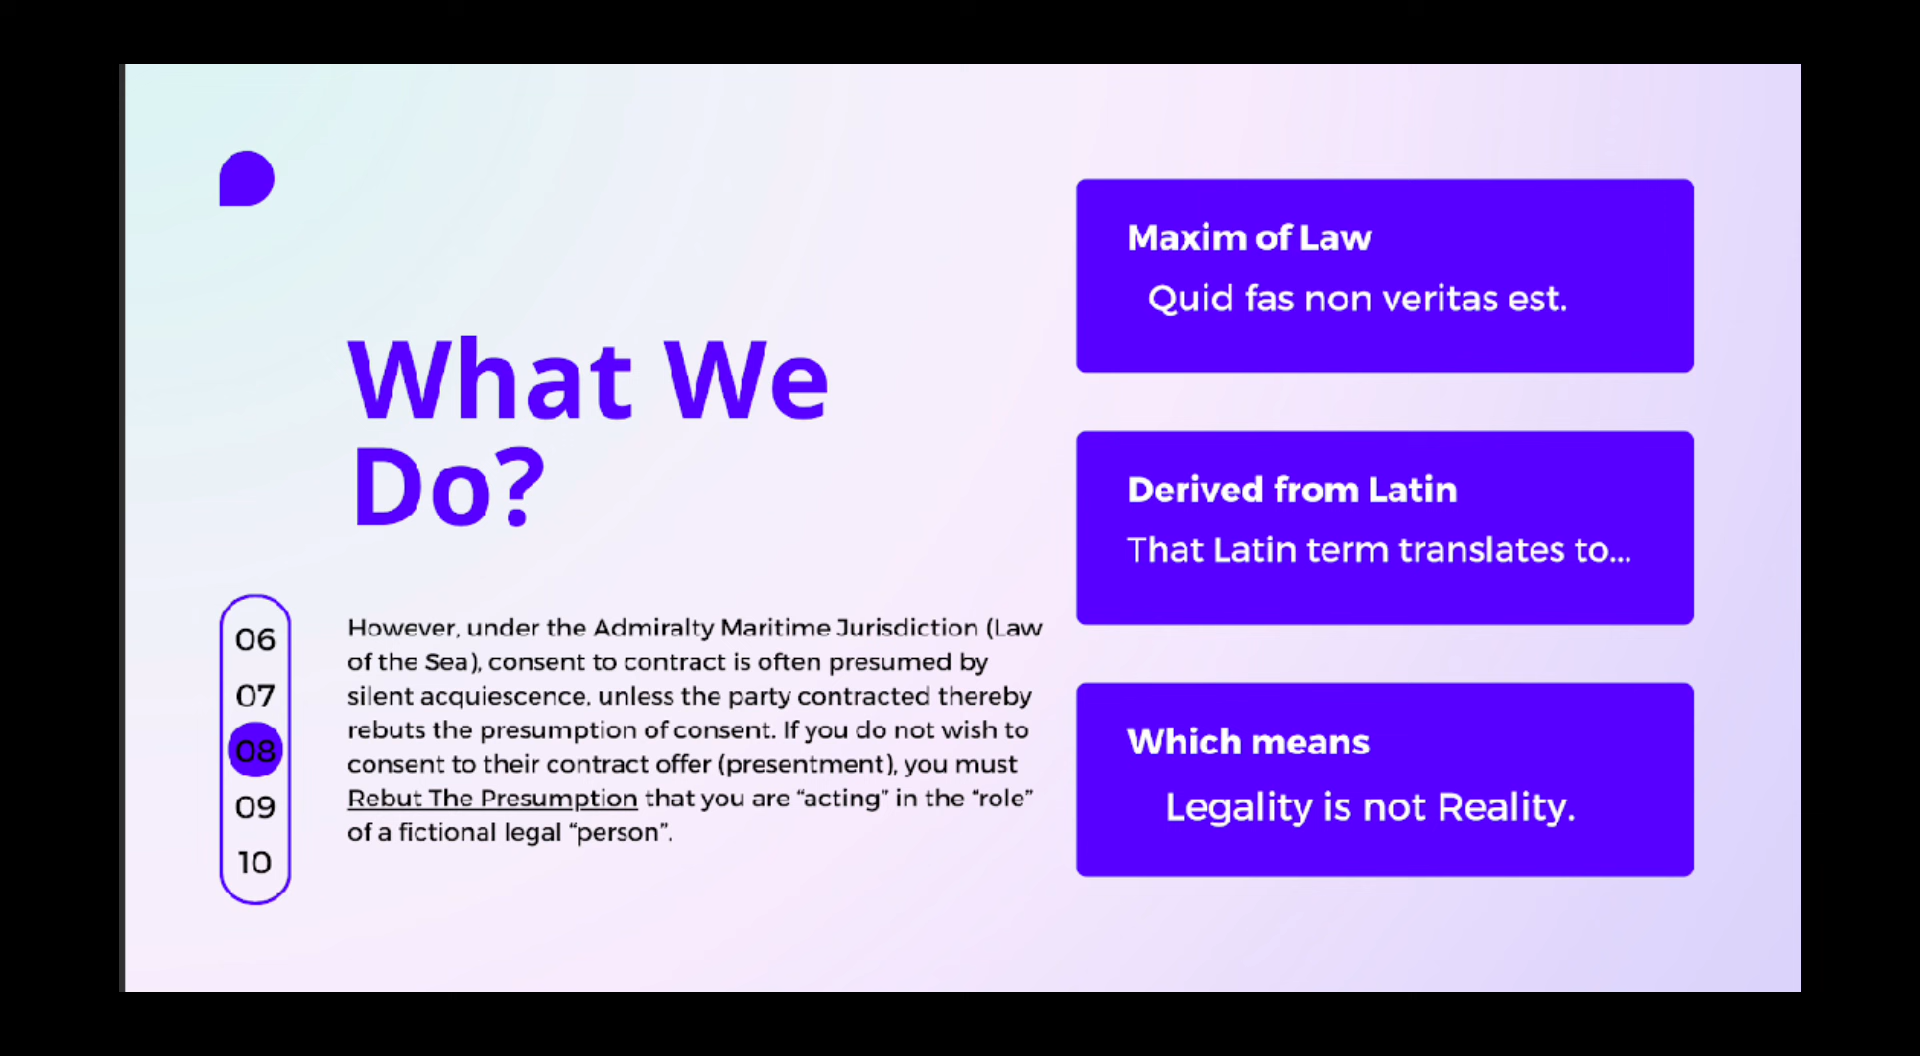 What We
Do?
06
07
08
09
10
However, under the Admiralty Maritime Jurisdiction (Law
of the Sea), consent to contract is often presumed by
silent acquiescence, unless the party contracted thereby
rebuts the presumption of consent. If you do not wish to
consent to their contract offer (presentment), you must
Rebut The Presumption that you are “acting” in the “role”
of a fictional legal “person”.
Maxim of Law
Quid fas non veritas est.
Derived from Latin
That Latin term translates to...
Which means
Legality is not Reality.